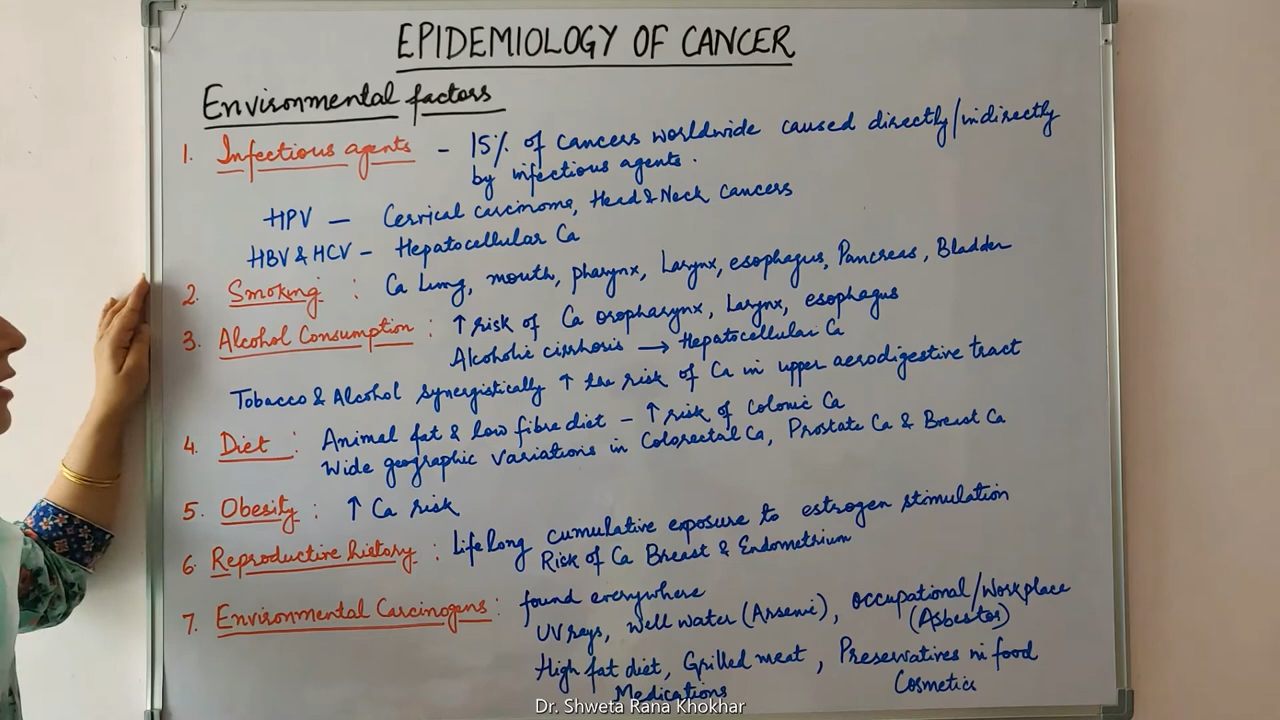 EPIDEMIOLOGY OF CANCER
Environmental factors
1. Infectious agents - 15% of cancers worldwide caused directly/indirectly
by infectious agents.
HPV — Cervical carcinoma, Head & Neck cancers
HBV & HCV - Hepatocellular Ca
2. Smoking : Ca Lung, mouth, pharynx, Larynx, esophagus, Pancreas, Bladder
3. Alcohol Consumption : ↑ risk of Ca oropharynx, Larynx, esophagus
Alcoholic cirrhosis → Hepatocellular Ca
Tobacco & Alcohol synergistically ↑ the risk of Ca in upper aerodigestive tract
4. Diet : Animal fat & low fibre diet - ↑ risk of Colonic Ca
Wide geographic variations in Colorectal Ca, Prostate Ca & Breast Ca
5. Obesity : ↑ Ca risk
6. Reproductive history : Life long cumulative exposure to estrogen stimulation
Risk of Ca Breast & Endometrium
7. Environmental Carcinogens : found everywhere
UV rays, well water (Arsenic), occupational/Workplace
(Asbestos)
High fat diet, Grilled meat, Preservatives in food
Medications Cosmetics
Dr. Shweta Rana Khokhar